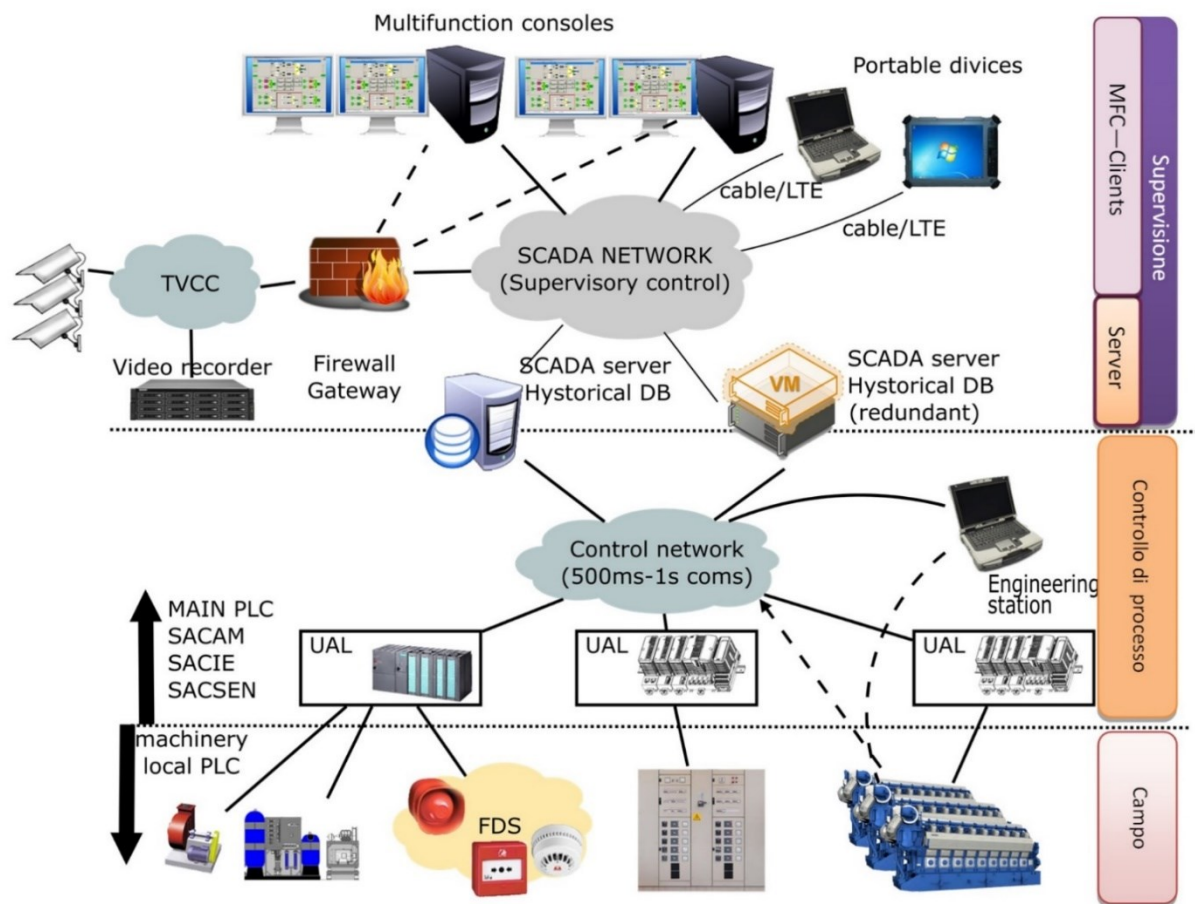 Multifunction consoles
Portable divices
cable/LTE
cable/LTE
SCADA NETWORK
(Supervisory control)
TVCC
Video recorder
Firewall
Gateway
SCADA server
Hystorical DB
VM
SCADA server
Hystorical DB
(redundant)
MFC—Clients
Server
Supervisione
Control network
(500ms-1s coms)
Engineering
station
Controllo di processo
MAIN PLC
SACAM
SACIE
SACSEN
UAL
UAL
UAL
machinery
local PLC
FDS
Campo